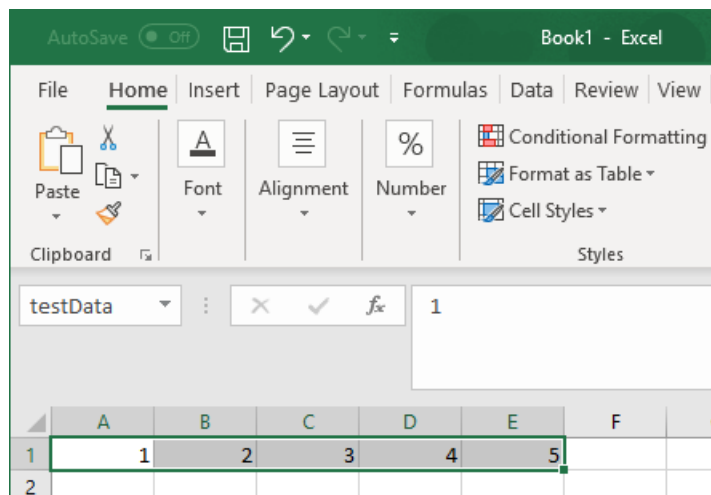 AutoSave Off Book1 - Excel
File Home Insert Page Layout Formulas Data Review View
Paste
Font
Alignment
%
Number
Conditional Formatting
Format as Table
Cell Styles
Clipboard Styles
testData fx 1
A B C D E F
1 1 2 3 4 5
2